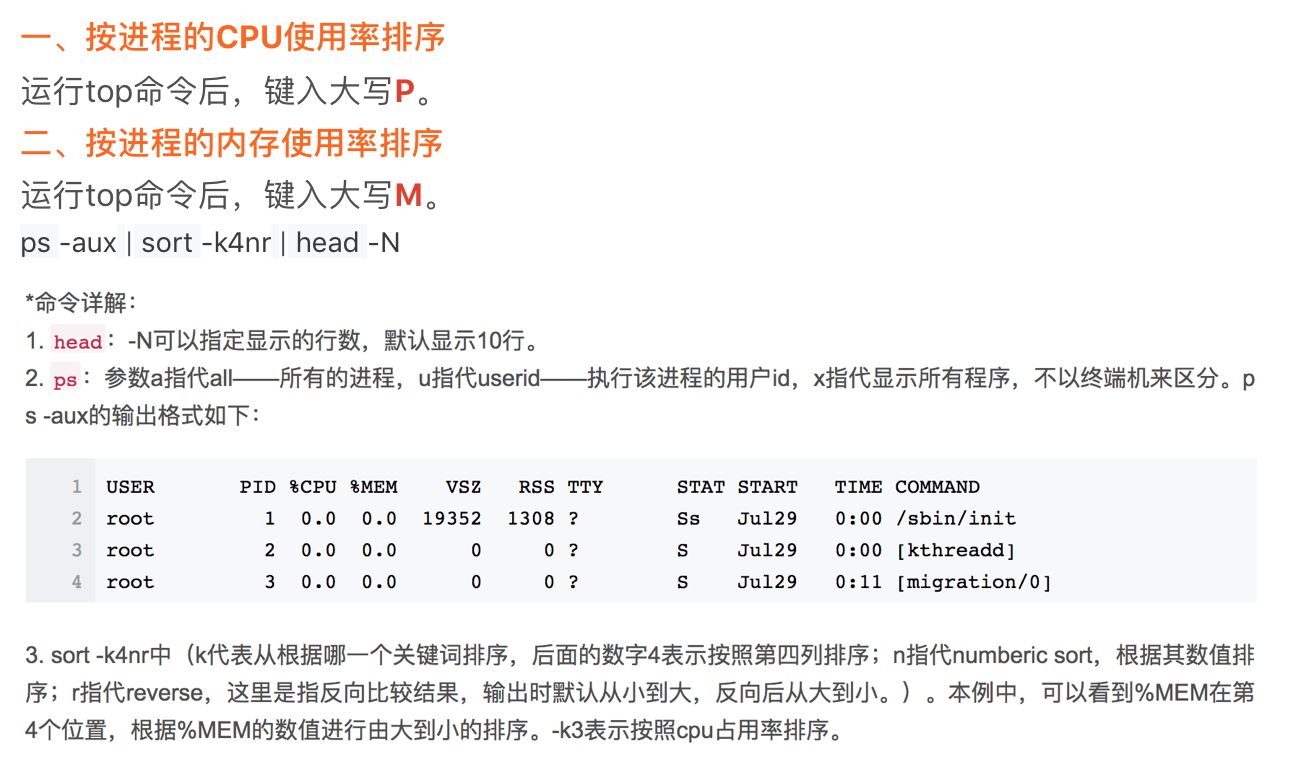 一、按进程的CPU使用率排序
运行top命令后，键入大写P。
二、按进程的内存使用率排序
运行top命令后，键入大写M。
ps -aux | sort -k4nr | head -N
*命令详解：
1. head：-N可以指定显示的行数，默认显示10行。
2. ps：参数a指代all——所有的进程，u指代userid——执行该进程的用户id，x指代显示所有程序，不以终端机来区分。p
s -aux的输出格式如下：
1 USER PID %CPU %MEM VSZ RSS TTY STAT START TIME COMMAND
2 root 1 0.0 0.0 19352 1308 ? Ss Jul29 0:00 /sbin/init
3 root 2 0.0 0.0 0 0 ? S Jul29 0:00 [kthreadd]
4 root 3 0.0 0.0 0 0 ? S Jul29 0:11 [migration/0]
3. sort -k4nr中（k代表从根据哪一个关键词排序，后面的数字4表示按照第四列排序；n指代numberic sort，根据其数值排
序；r指代reverse，这里是指反向比较结果，输出时默认从小到大，反向后从大到小。）。本例中，可以看到%MEM在第
4个位置，根据%MEM的数值进行由大到小的排序。-k3表示按照cpu占用率排序。